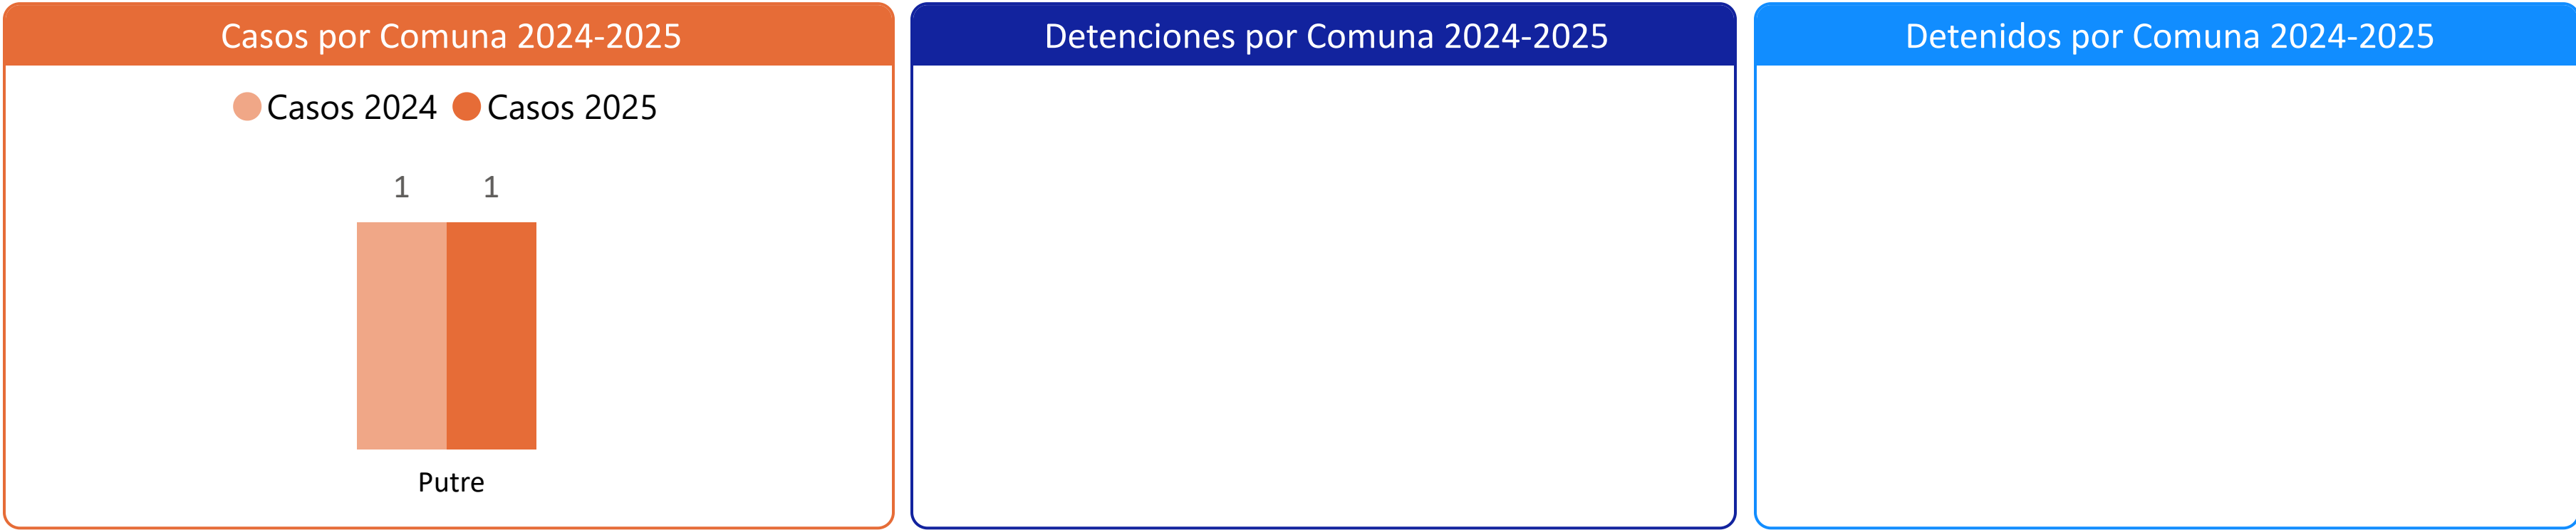 Casos por Comuna 2024-2025
Casos 2024 Casos 2025
1 1
Putre
Detenciones por Comuna 2024-2025
Detenidos por Comuna 2024-2025